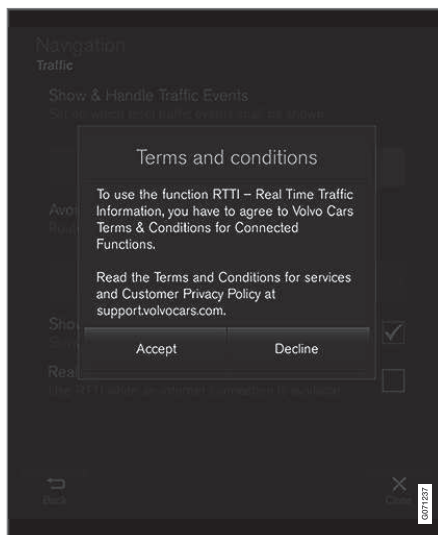 Navigation
Traffic
Show & Handle Traffic Events
Terms and conditions
To use the function RTTI – Real Time Traffic
Information, you have to agree to Volvo Cars
Terms & Conditions for Connected
Functions.
Read the Terms and Conditions for services
and Customer Privacy Policy at
support.volvocars.com.
Accept
Decline
Back
Close
G071237